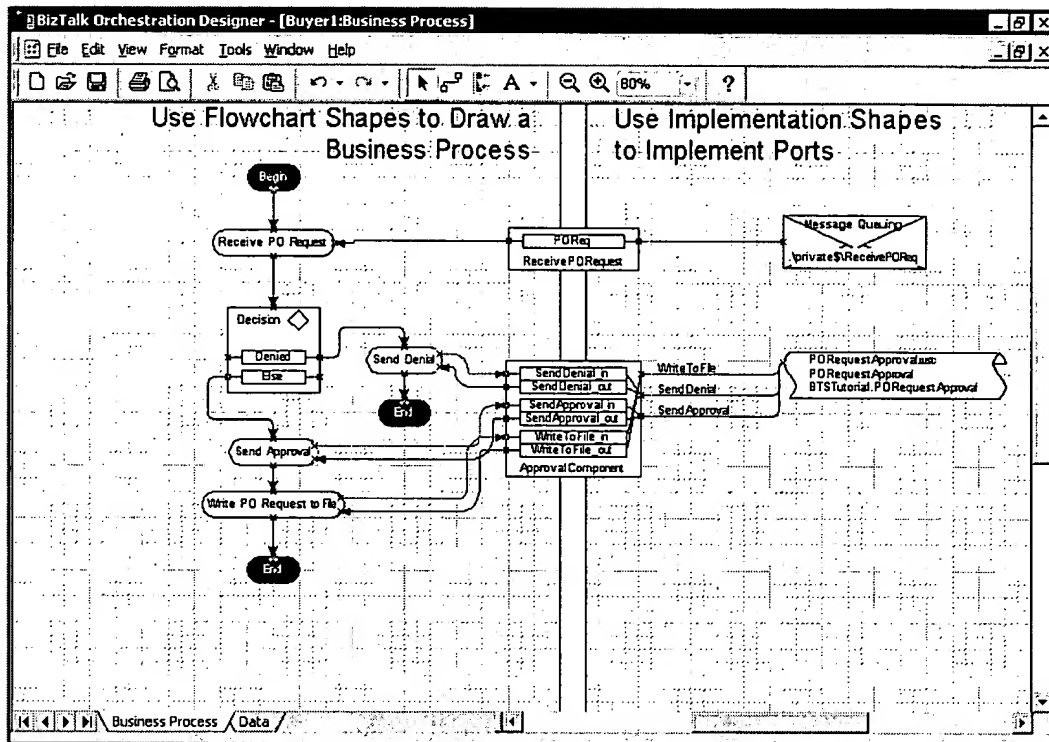 BizTalk Orchestration Designer - [Buyer1:Business Process]
File Edit View Format Tools Window Help
A 80% ?
Use Flowchart Shapes to Draw a
Business Process
Use Implementation Shapes
to Implement Ports
Begin
Receive PO Request
POReq
ReceivePORequest
Message Queuing
.\private$\ReceivePOReq
Decision
Denied
Else
Send Denial
End
SendDenial_in
SendDenial_out
SendApproval_in
SendApproval_out
WriteToFile_in
WriteToFile_out
ApprovalComponent
WriteToFile
SendDenial
SendApproval
PORequestApproval.wsc
PORequestApproval
BTSTutorial.PORequestApproval
Send Approval
Write PO Request to File
End
Business Process
Data